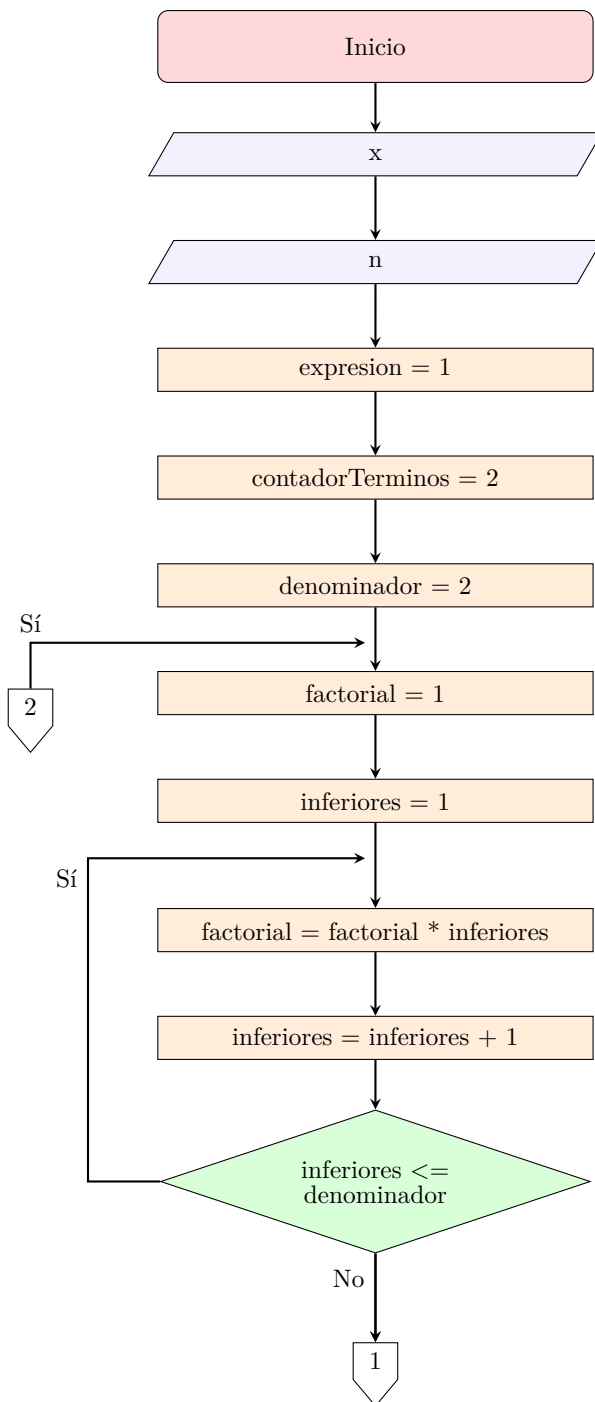 Inicio
x
n
expresion = 1
contadorTerminos = 2
denominador = 2
Sí
2
factorial = 1
inferiores = 1
Sí
factorial = factorial * inferiores
inferiores = inferiores + 1
inferiores <=
denominador
No
1